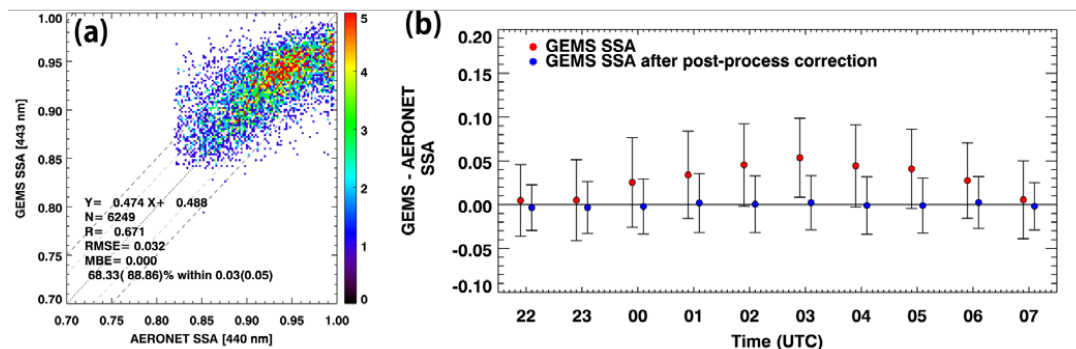 (a)
1.00
0.95
0.90
0.85
0.80
0.75
0.70
GEMS SSA [443 nm]
Y= 0.474 X+ 0.488
N= 6249
R= 0.671
RMSE= 0.032
MBE= 0.000
68.33( 88.86)% within 0.03(0.05)
0.70 0.75 0.80 0.85 0.90 0.95 1.00
AERONET SSA [440 nm]
5
4
3
2
1
0
(b)
0.20
0.15
0.10
0.05
0.00
-0.05
-0.10
GEMS - AERONET
SSA
GEMS SSA
GEMS SSA after post-process correction
22 23 00 01 02 03 04 05 06 07
Time (UTC)